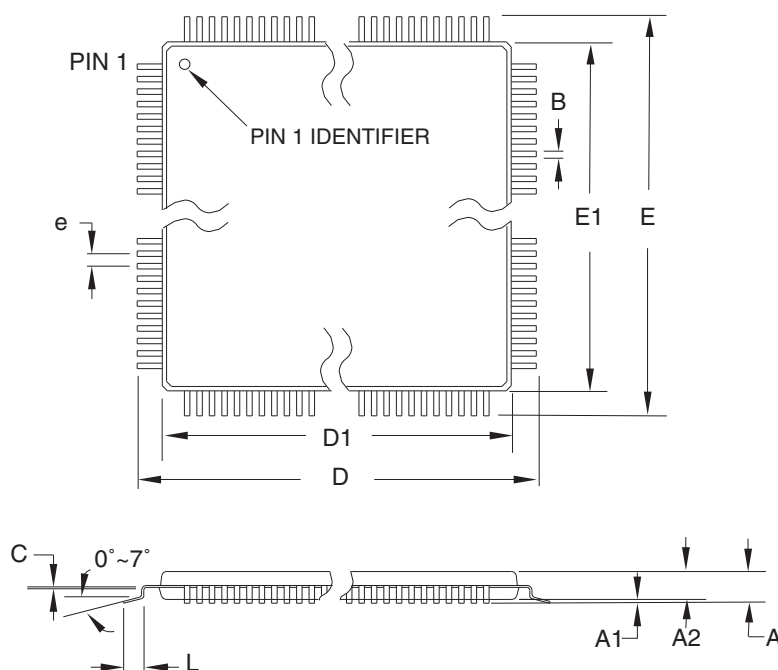 PIN 1
PIN 1 IDENTIFIER
B
e
E1
E
D1
D
C
0°~7°
L
A1
A2
A